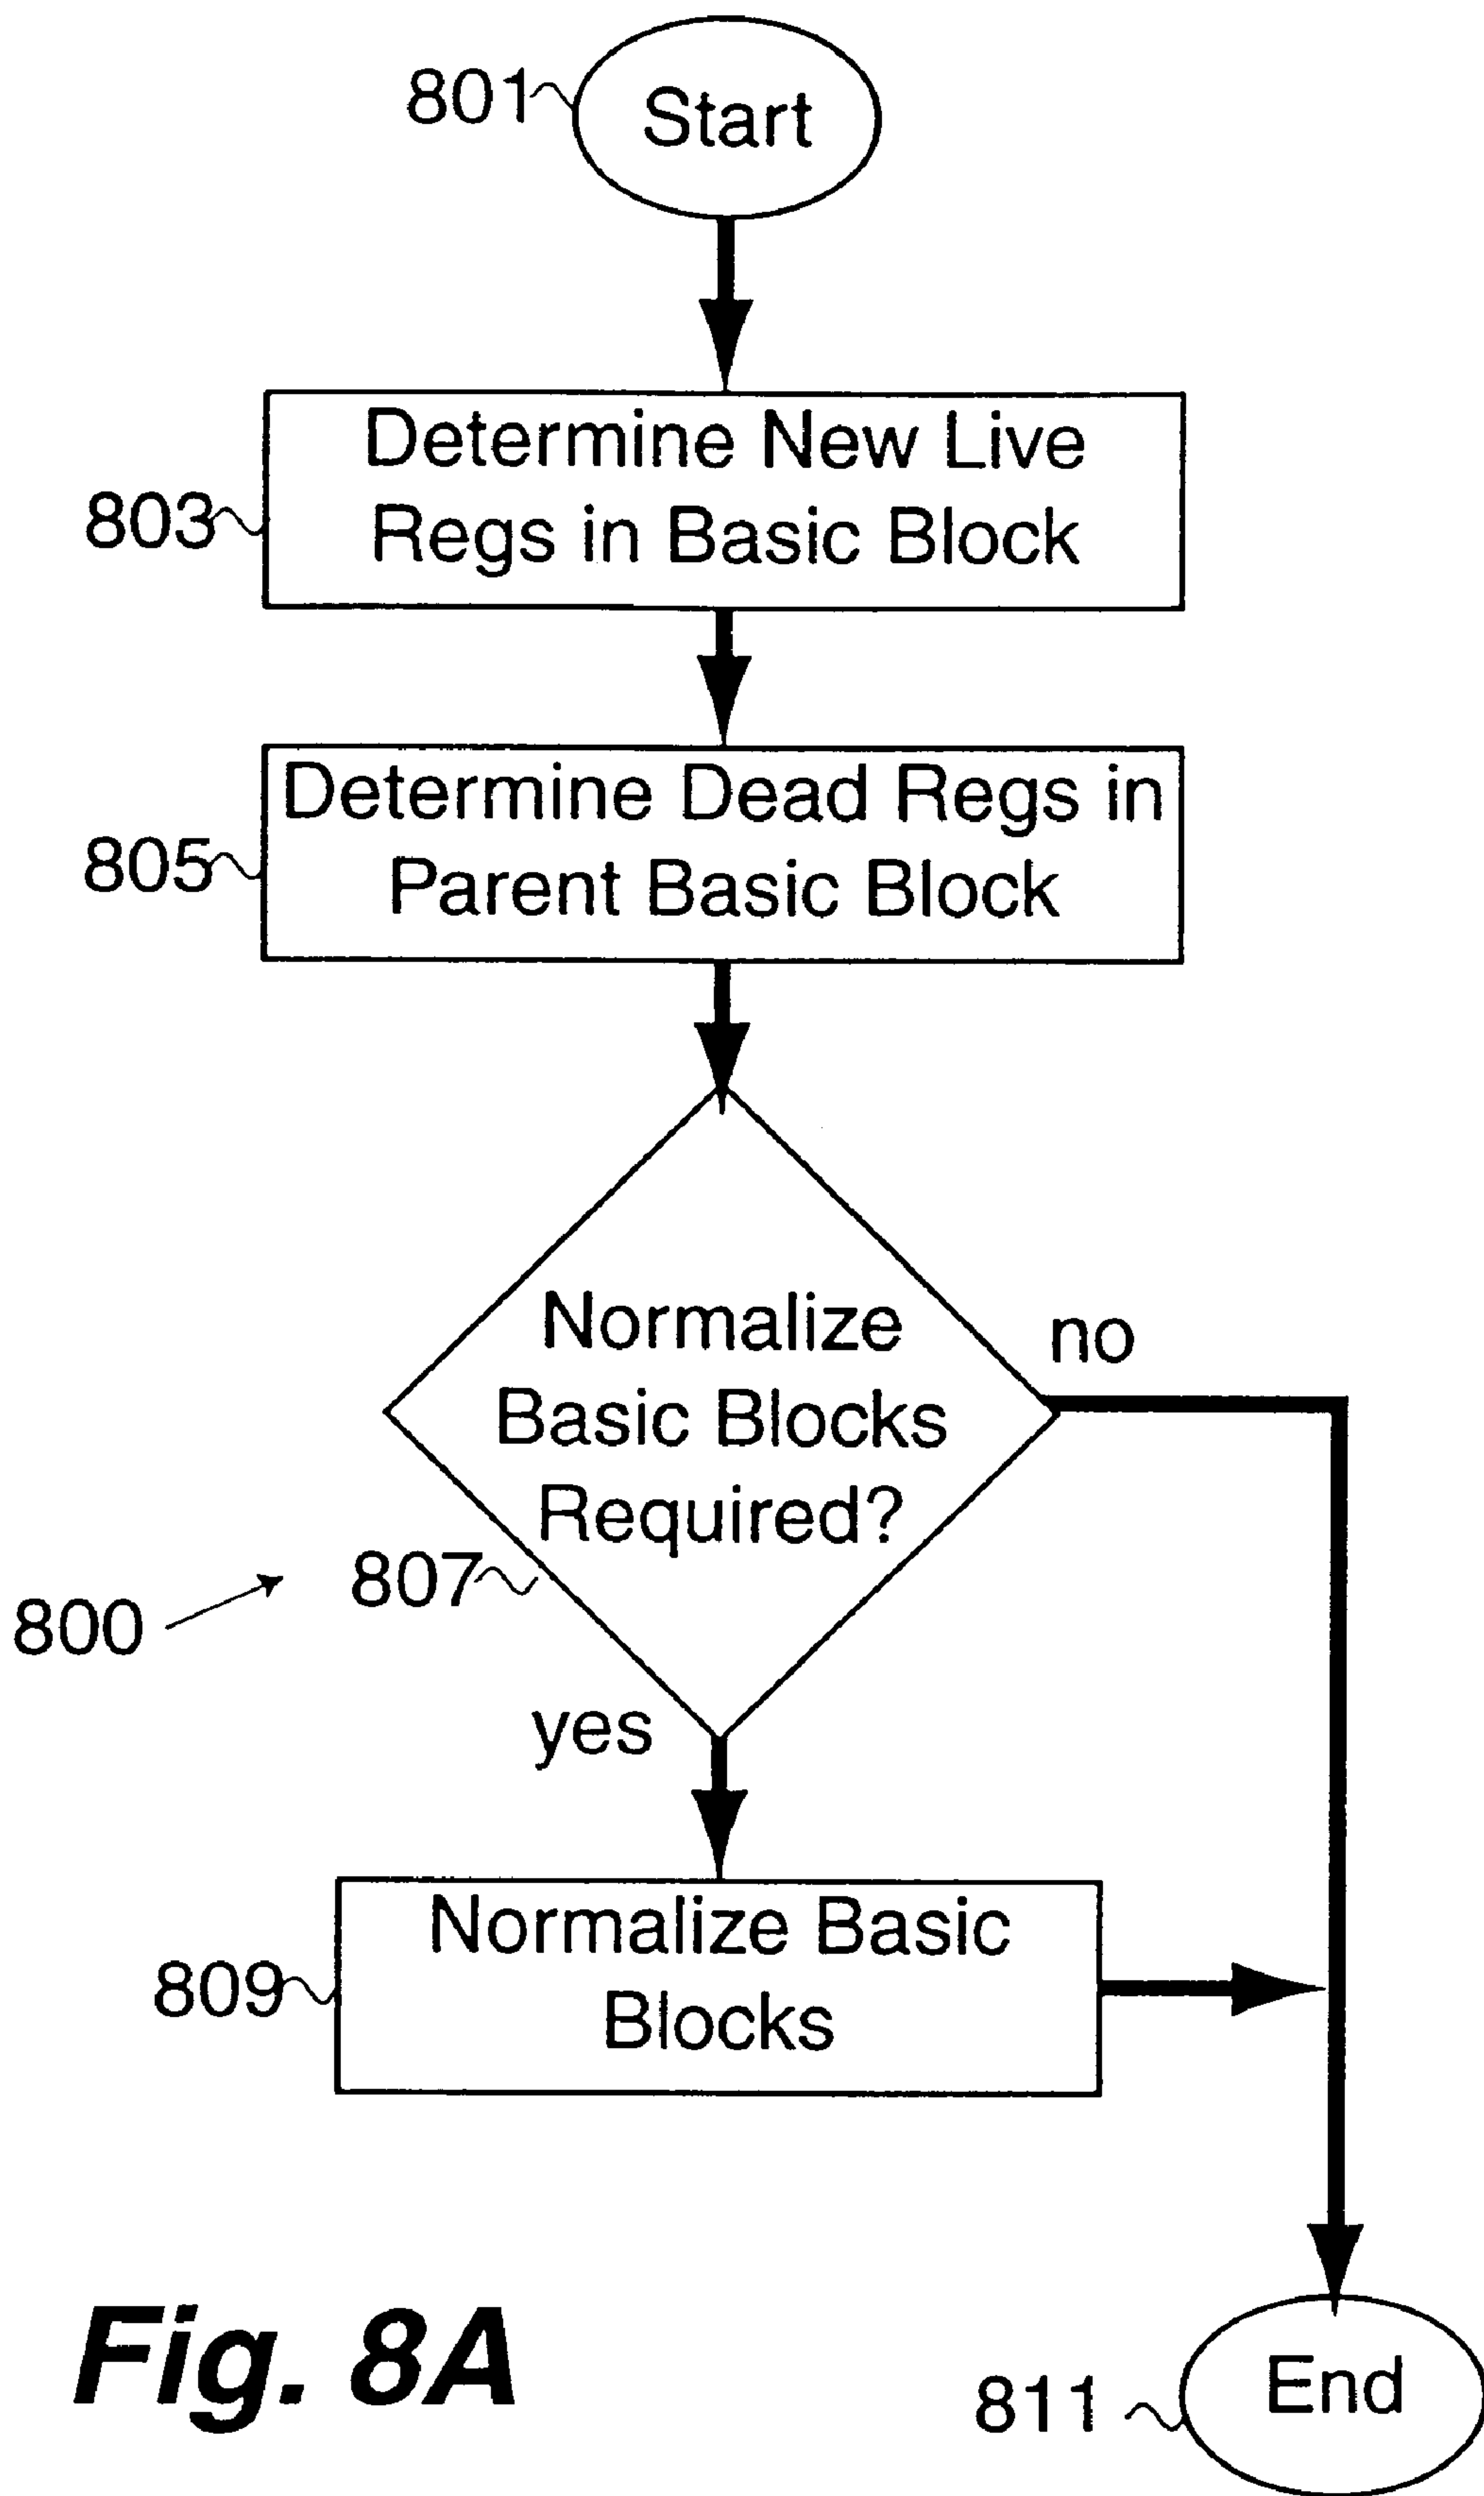 801
Start
803
Determine New Live
Regs in Basic Block
805
Determine Dead Regs in
Parent Basic Block
Normalize
Basic Blocks
Required?
no
807
800
yes
809
Normalize Basic
Blocks
Fig. 8A
811
End